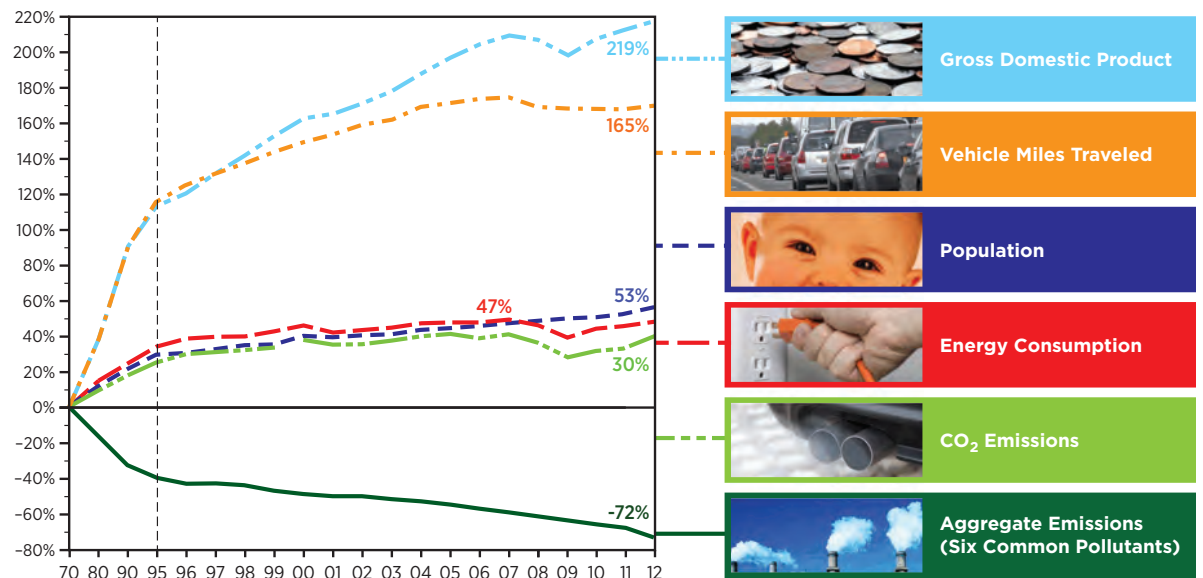 220%
200%
180%
160%
140%
120%
100%
80%
60%
40%
20%
0%
–20%
–40%
–60%
–80%
70 80 90 95 96 97 98 99 00 01 02 03 04 05 06 07 08 09 10 11 12
219%
165%
53%
47%
30%
-72%
Gross Domestic Product
Vehicle Miles Traveled
Population
Energy Consumption
CO₂ Emissions
Aggregate Emissions
(Six Common Pollutants)